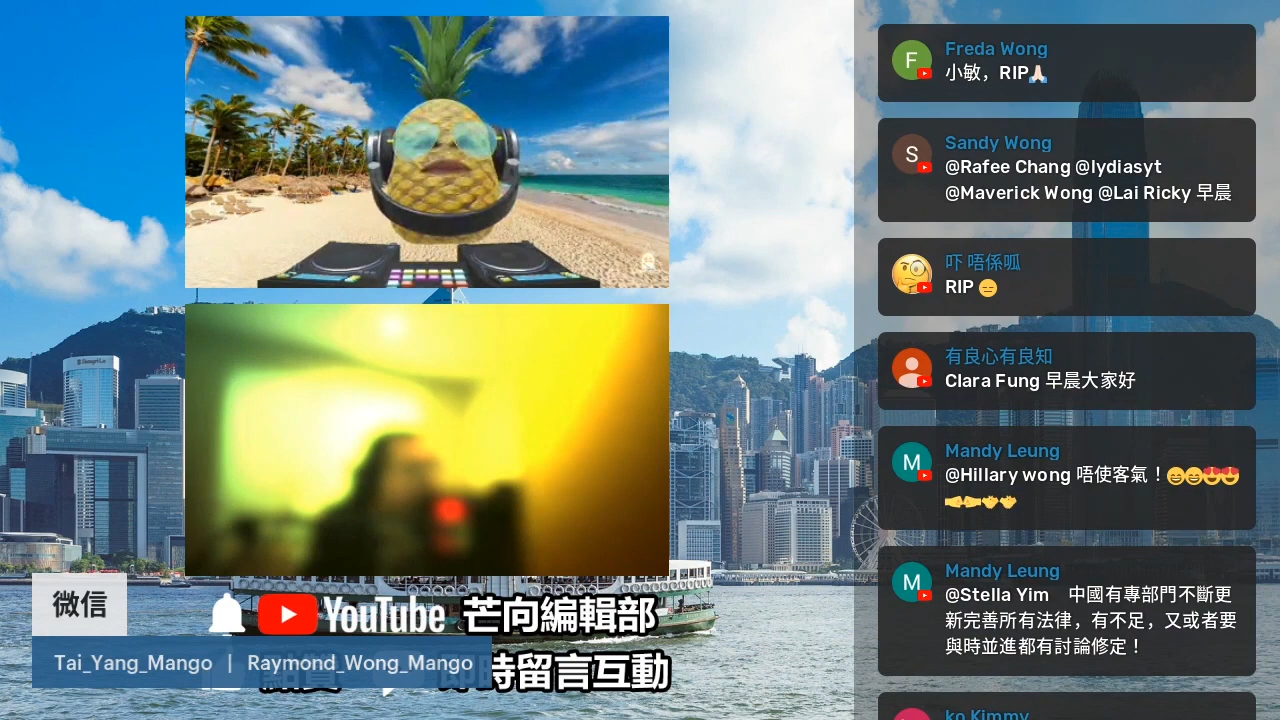 Freda Wong
小敏，RIP🙏🏻
Sandy Wong
@Rafee Chang @lydiasyt
@Maverick Wong @Lai Ricky 早晨
吓 唔係呱
RIP 😑
有良心有良知
Clara Fung 早晨大家好
Mandy Leung
@Hillary wong 唔使客氣！😄😄😍😍
Mandy Leung
@Stella Yim　中國有專部門不斷更
新完善所有法律，有不足，又或者要
與時並進都有討論修定！
ko Kimmy
微信
YouTube 芒向編輯部
Tai_Yang_Mango | Raymond_Wong_Mango
點贊 即時留言互動